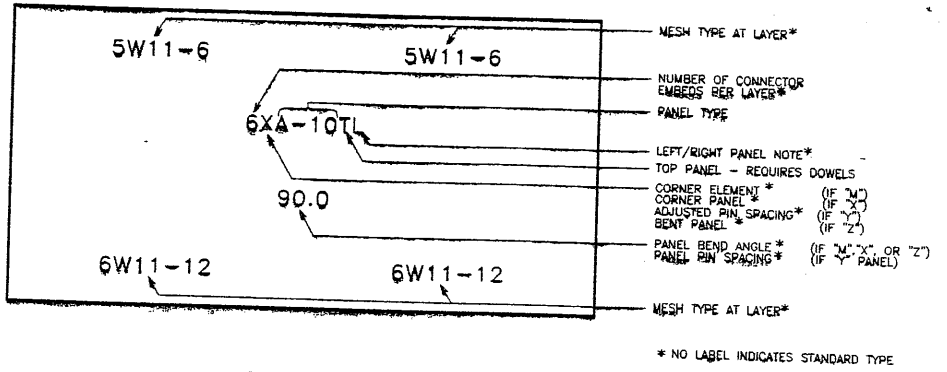 5W11-6 5W11-6
6XA-10TL
90.0
6W11-12 6W11-12
MESH TYPE AT LAYER*
NUMBER OF CONNECTOR
EMBEDS PER LAYER*
PANEL TYPE
LEFT/RIGHT PANEL NOTE*
TOP PANEL - REQUIRES DOWELS
CORNER ELEMENT * (IF "M")
CORNER PANEL * (IF "X")
ADJUSTED PIN SPACING* (IF "Y")
BENT PANEL * (IF "Z")
PANEL BEND ANGLE * (IF "M","X", OR "Z")
PANEL PIN SPACING* (IF "Y" PANEL)
MESH TYPE AT LAYER*
* NO LABEL INDICATES STANDARD TYPE